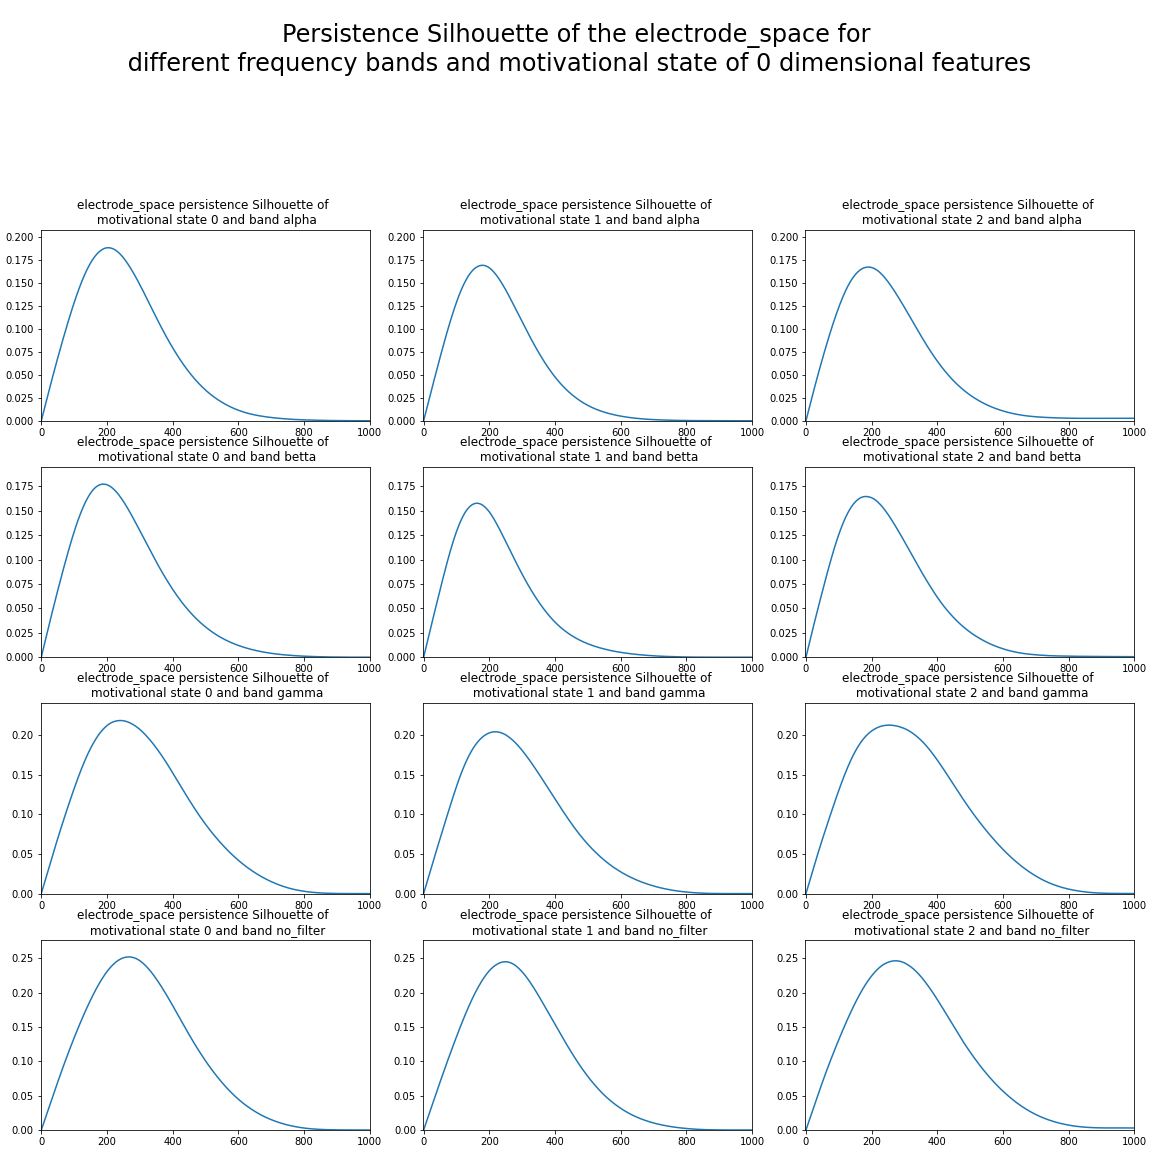 Persistence Silhouette of the electrode_space for
different frequency bands and motivational state of 0 dimensional features
electrode_space persistence Silhouette of
motivational state 0 and band alpha
0.200
0.175
0.150
0.125
0.100
0.075
0.050
0.025
0.000
0 200 400 600 800 1000
electrode_space persistence Silhouette of
motivational state 1 and band alpha
0.200
0.175
0.150
0.125
0.100
0.075
0.050
0.025
0.000
0 200 400 600 800 1000
electrode_space persistence Silhouette of
motivational state 2 and band alpha
0.200
0.175
0.150
0.125
0.100
0.075
0.050
0.025
0.000
0 200 400 600 800 1000
electrode_space persistence Silhouette of
motivational state 0 and band betta
0.175
0.150
0.125
0.100
0.075
0.050
0.025
0.000
0 200 400 600 800 1000
electrode_space persistence Silhouette of
motivational state 1 and band betta
0.175
0.150
0.125
0.100
0.075
0.050
0.025
0.000
0 200 400 600 800 1000
electrode_space persistence Silhouette of
motivational state 2 and band betta
0.175
0.150
0.125
0.100
0.075
0.050
0.025
0.000
0 200 400 600 800 1000
electrode_space persistence Silhouette of
motivational state 0 and band gamma
0.20
0.15
0.10
0.05
0.00
0 200 400 600 800 1000
electrode_space persistence Silhouette of
motivational state 1 and band gamma
0.20
0.15
0.10
0.05
0.00
0 200 400 600 800 1000
electrode_space persistence Silhouette of
motivational state 2 and band gamma
0.20
0.15
0.10
0.05
0.00
0 200 400 600 800 1000
electrode_space persistence Silhouette of
motivational state 0 and band no_filter
0.25
0.20
0.15
0.10
0.05
0.00
0 200 400 600 800 1000
electrode_space persistence Silhouette of
motivational state 1 and band no_filter
0.25
0.20
0.15
0.10
0.05
0.00
0 200 400 600 800 1000
electrode_space persistence Silhouette of
motivational state 2 and band no_filter
0.25
0.20
0.15
0.10
0.05
0.00
0 200 400 600 800 1000